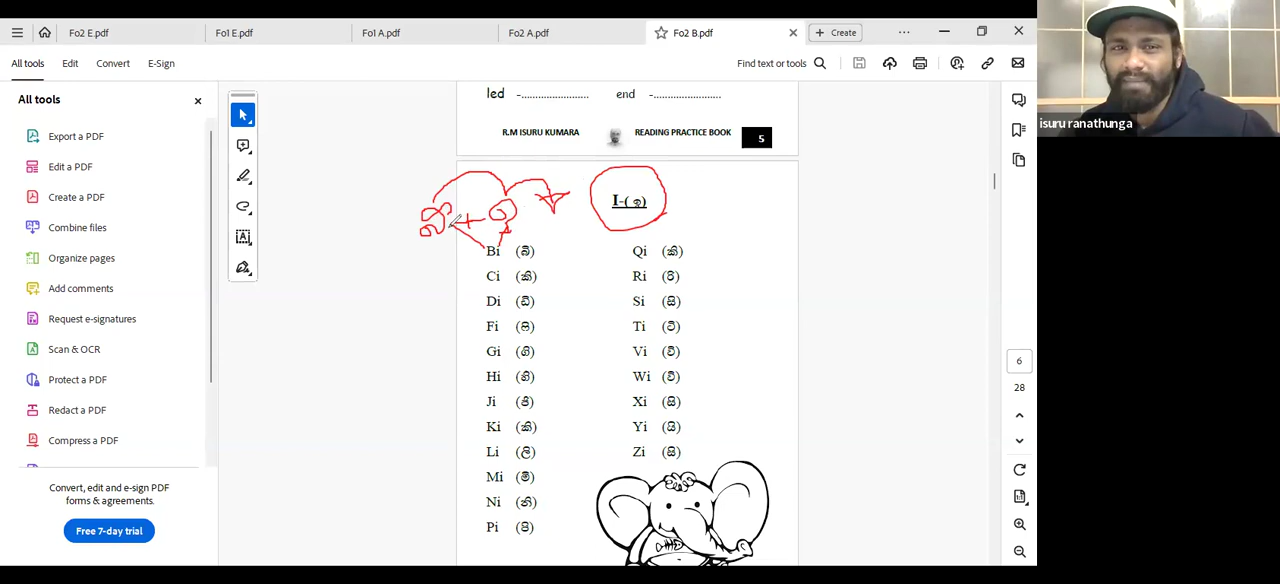 Fo2 E.pdf Fo1 E.pdf Fo1 A.pdf Fo2 A.pdf Fo2 B.pdf + Create
All tools Edit Convert E-Sign Find text or tools
isuru ranathunga
All tools
Export a PDF
Edit a PDF
Create a PDF
Combine files
Organize pages
Add comments
Request e-signatures
Scan & OCR
Protect a PDF
Redact a PDF
Compress a PDF
Convert, edit and e-sign PDF
forms & agreements.
Free 7-day trial
led -........................ end -........................
R.M ISURU KUMARA READING PRACTICE BOOK 5
I-( ඉ)
Bi (බි) Qi (කි)
Ci (කි) Ri (රි)
Di (ඩි) Si (සි)
Fi (ෆි) Ti (ටි)
Gi (ගි) Vi (වි)
Hi (හි) Wi (වි)
Ji (ජි) Xi (සි)
Ki (කි) Yi (යි)
Li (ලි) Zi (සි)
Mi (මි)
Ni (නි)
Pi (පි)
6
28